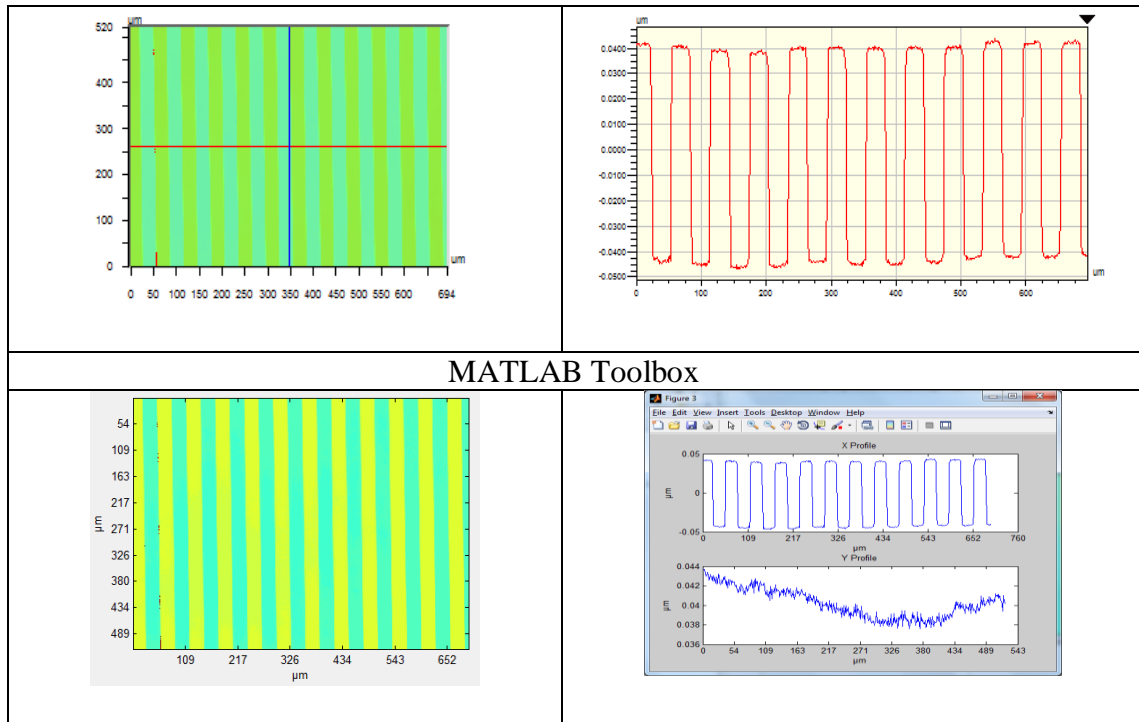 µm
520
400
300
200
100
0
µm
0 50 100 150 200 250 300 350 400 450 500 550 600 694
µm
0.0400
0.0300
0.0200
0.0100
0.0000
-0.0100
-0.0200
-0.0300
-0.0400
-0.0500
µm
0 100 200 300 400 500 600
MATLAB Toolbox
54
109
163
217
271
326
380
434
489
µm
109 217 326 434 543 652
µm
Figure 3
File Edit View Insert Tools Desktop Window Help
X Profile
0.05
0
-0.05
µm
0 109 217 326 434 543 652 760
µm
Y Profile
0.044
0.042
0.04
0.038
0.036
µm
0 54 109 163 217 271 326 380 434 489 543
µm